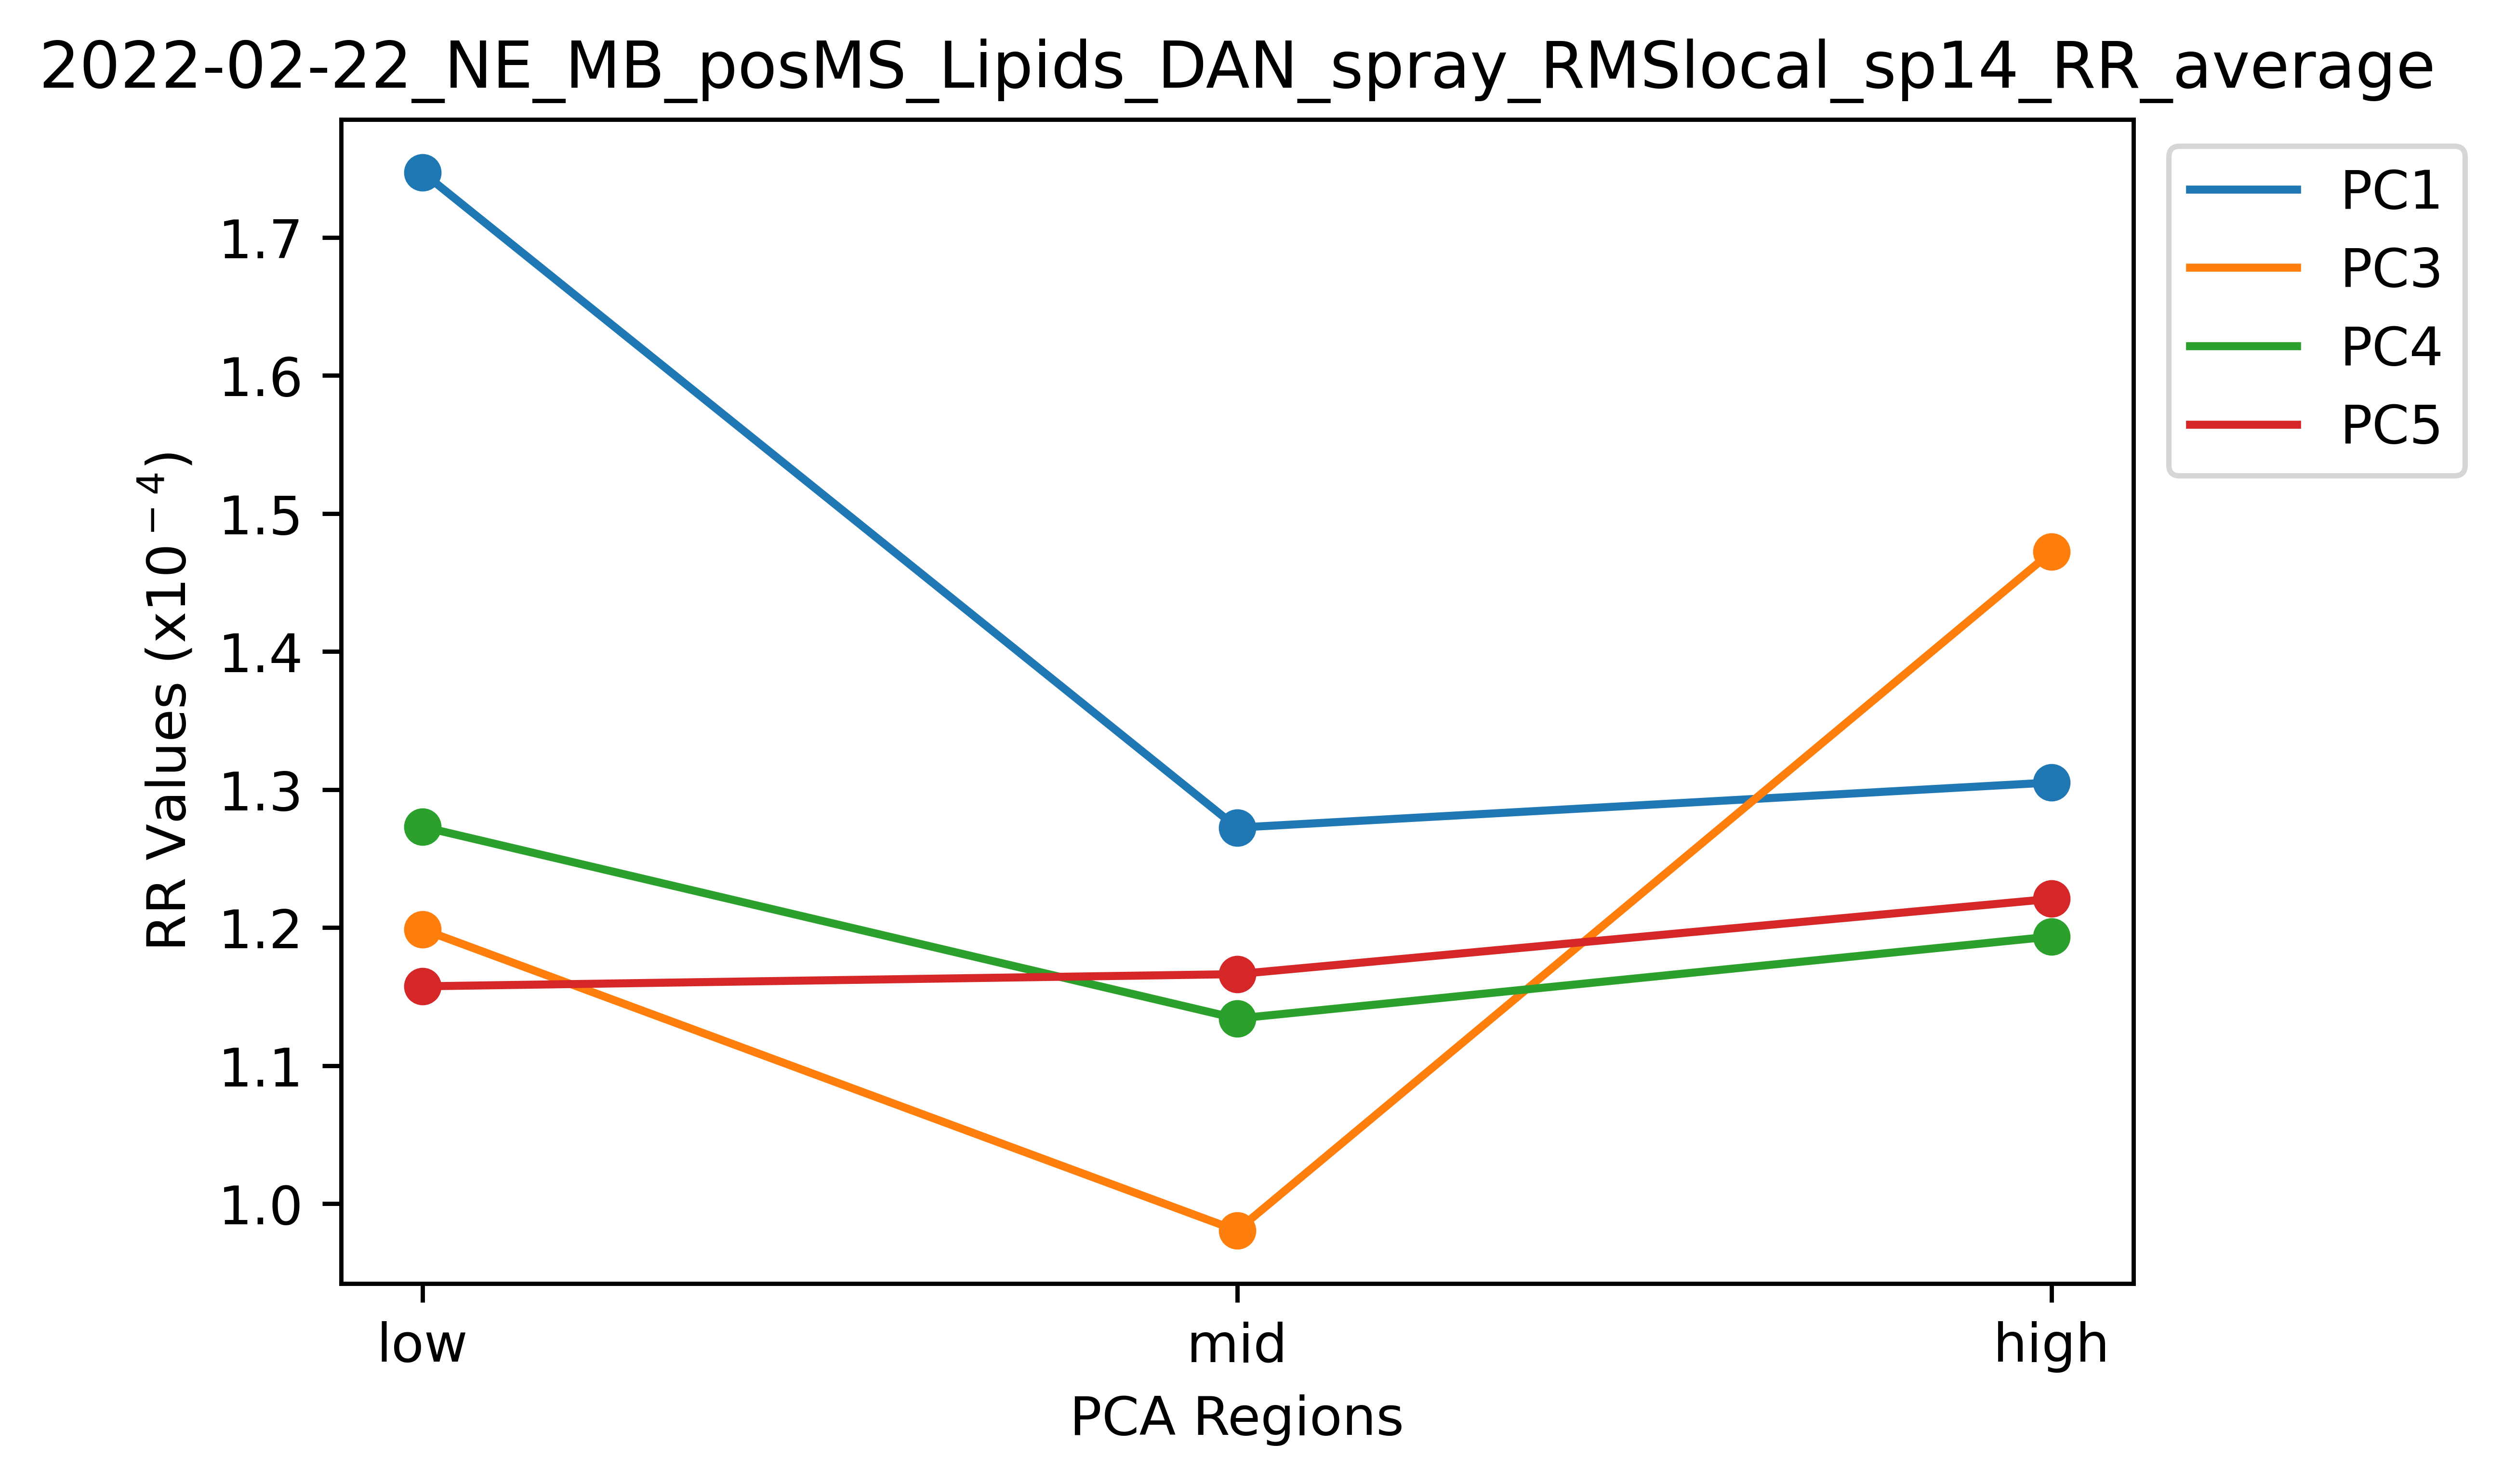 2022-02-22_NE_MB_posMS_Lipids_DAN_spray_RMSlocal_sp14_RR_average
PC1
PC3
PC4
PC5
RR Values (x10⁻⁴)
1.7
1.6
1.5
1.4
1.3
1.2
1.1
1.0
low mid high
PCA Regions